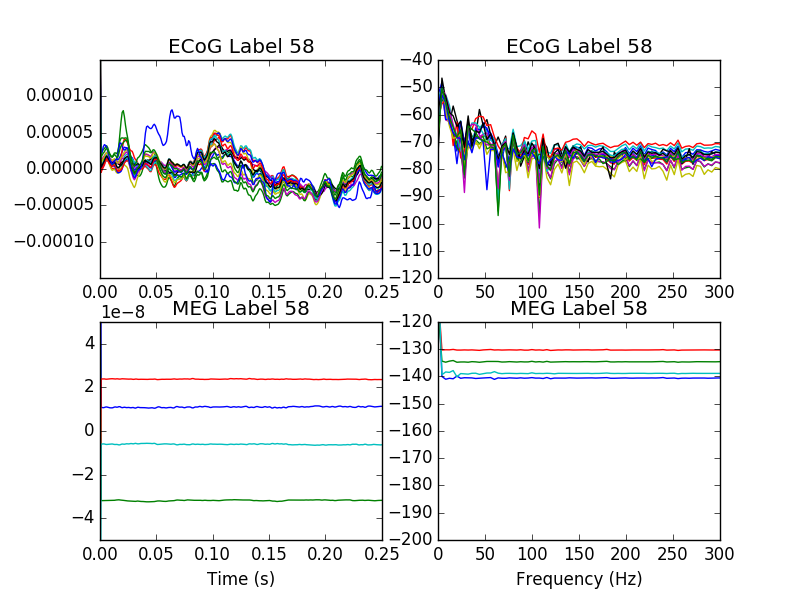 ECoG Label 58
0.00010
0.00005
0.00000
−0.00005
−0.00010
0.00 0.05 0.10 0.15 0.20 0.25
ECoG Label 58
−40
−50
−60
−70
−80
−90
−100
−110
−120
0 50 100 150 200 250 300
MEG Label 58
1e−8
4
2
0
−2
−4
0.00 0.05 0.10 0.15 0.20 0.25
Time (s)
MEG Label 58
−120
−130
−140
−150
−160
−170
−180
−190
−200
0 50 100 150 200 250 300
Frequency (Hz)